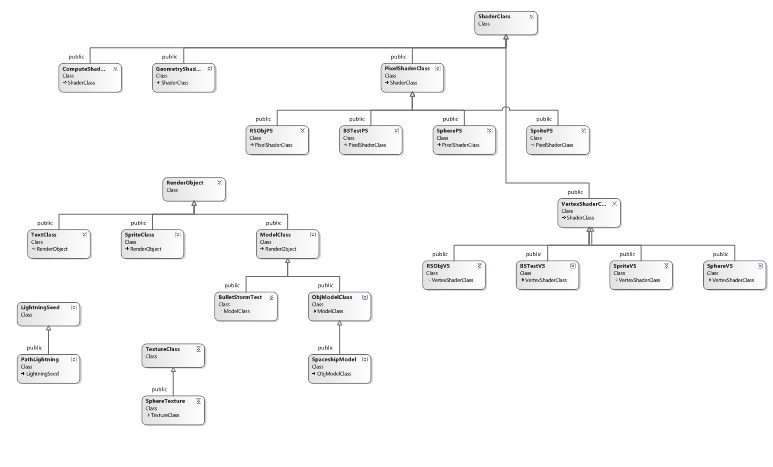 ShaderClass
Class
public
public
public
ComputeShad...
Class
ShaderClass
GeometryShad...
Class
ShaderClass
PixelShaderClass
Class
ShaderClass
public
public
public
public
RSObjPS
Class
PixelShaderClass
BSTestPS
Class
PixelShaderClass
SpherePS
Class
PixelShaderClass
SpritePS
Class
PixelShaderClass
RenderObject
Class
public
VertexShaderC...
Class
ShaderClass
public
public
public
TextClass
Class
RenderObject
SpriteClass
Class
RenderObject
ModelClass
Class
RenderObject
public
public
public
public
RSObjVS
Class
VertexShaderClass
BSTestVS
Class
VertexShaderClass
SpriteVS
Class
VertexShaderClass
SphereVS
Class
VertexShaderClass
public
public
BulletStormTest
Class
ModelClass
ObjModelClass
Class
ModelClass
LightningSeed
Class
public
PathLightning
Class
LightningSeed
TextureClass
Class
public
SpaceshipModel
Class
ObjModelClass
public
SphereTexture
Class
TextureClass